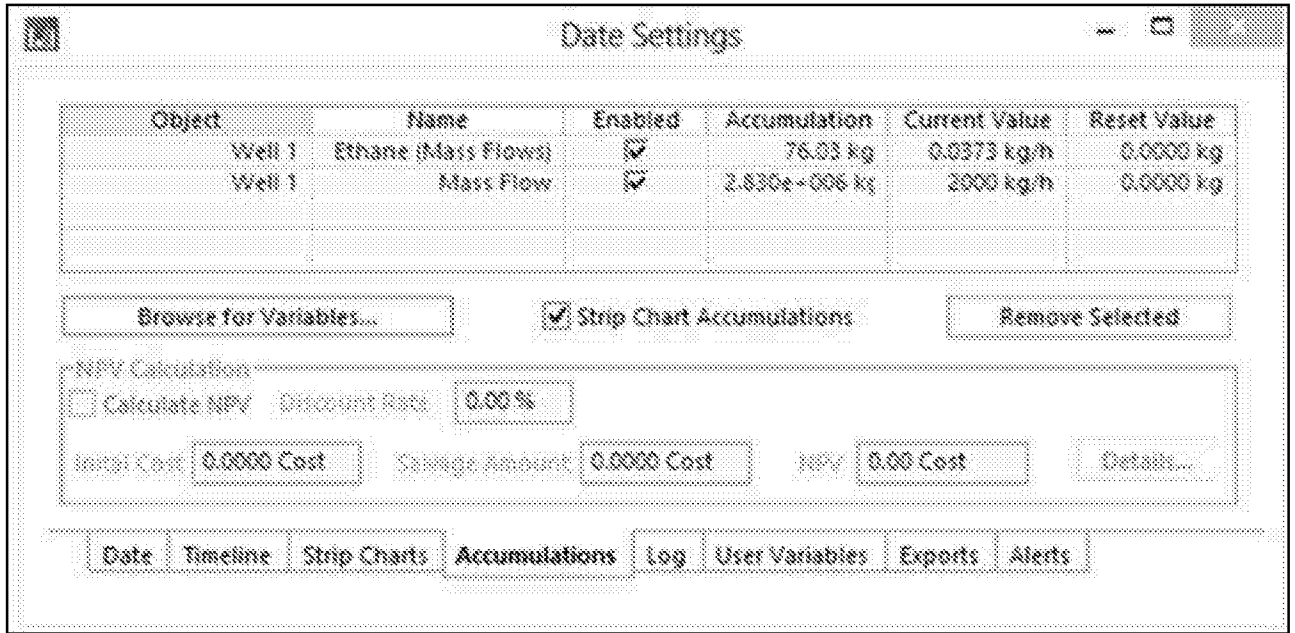 Date Settings
Object Name Enabled Accumulation Current Value Reset Value
Well 1 Ethane (Mass Flows) 76.03 kg 0.0373 kg/h 0.0000 kg
Well 1 Mass Flow 2.830e+006 kg 2000 kg/h 0.0000 kg
Browse for Variables... Strip Chart Accumulations Remove Selected
NPV Calculation
Calculate NPV Discount Rate 0.00 %
Inital Cost 0.0000 Cost Salvage Amount 0.0000 Cost NPV 0.00 Cost Details...
Date Timeline Strip Charts Accumulations Log User Variables Exports Alerts